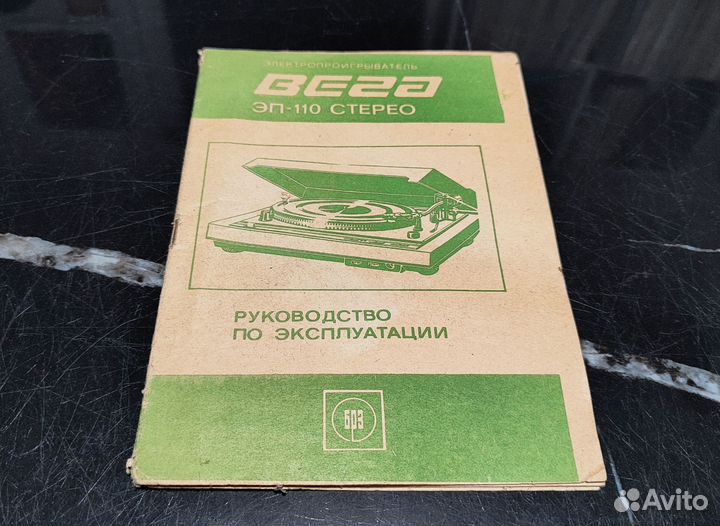 ЭЛЕКТРОПРОИГРЫВАТЕЛЬ
ВЕГА
ЭП-110 СТЕРЕО
РУКОВОДСТВО
ПО ЭКСПЛУАТАЦИИ
БРЗ
Avito